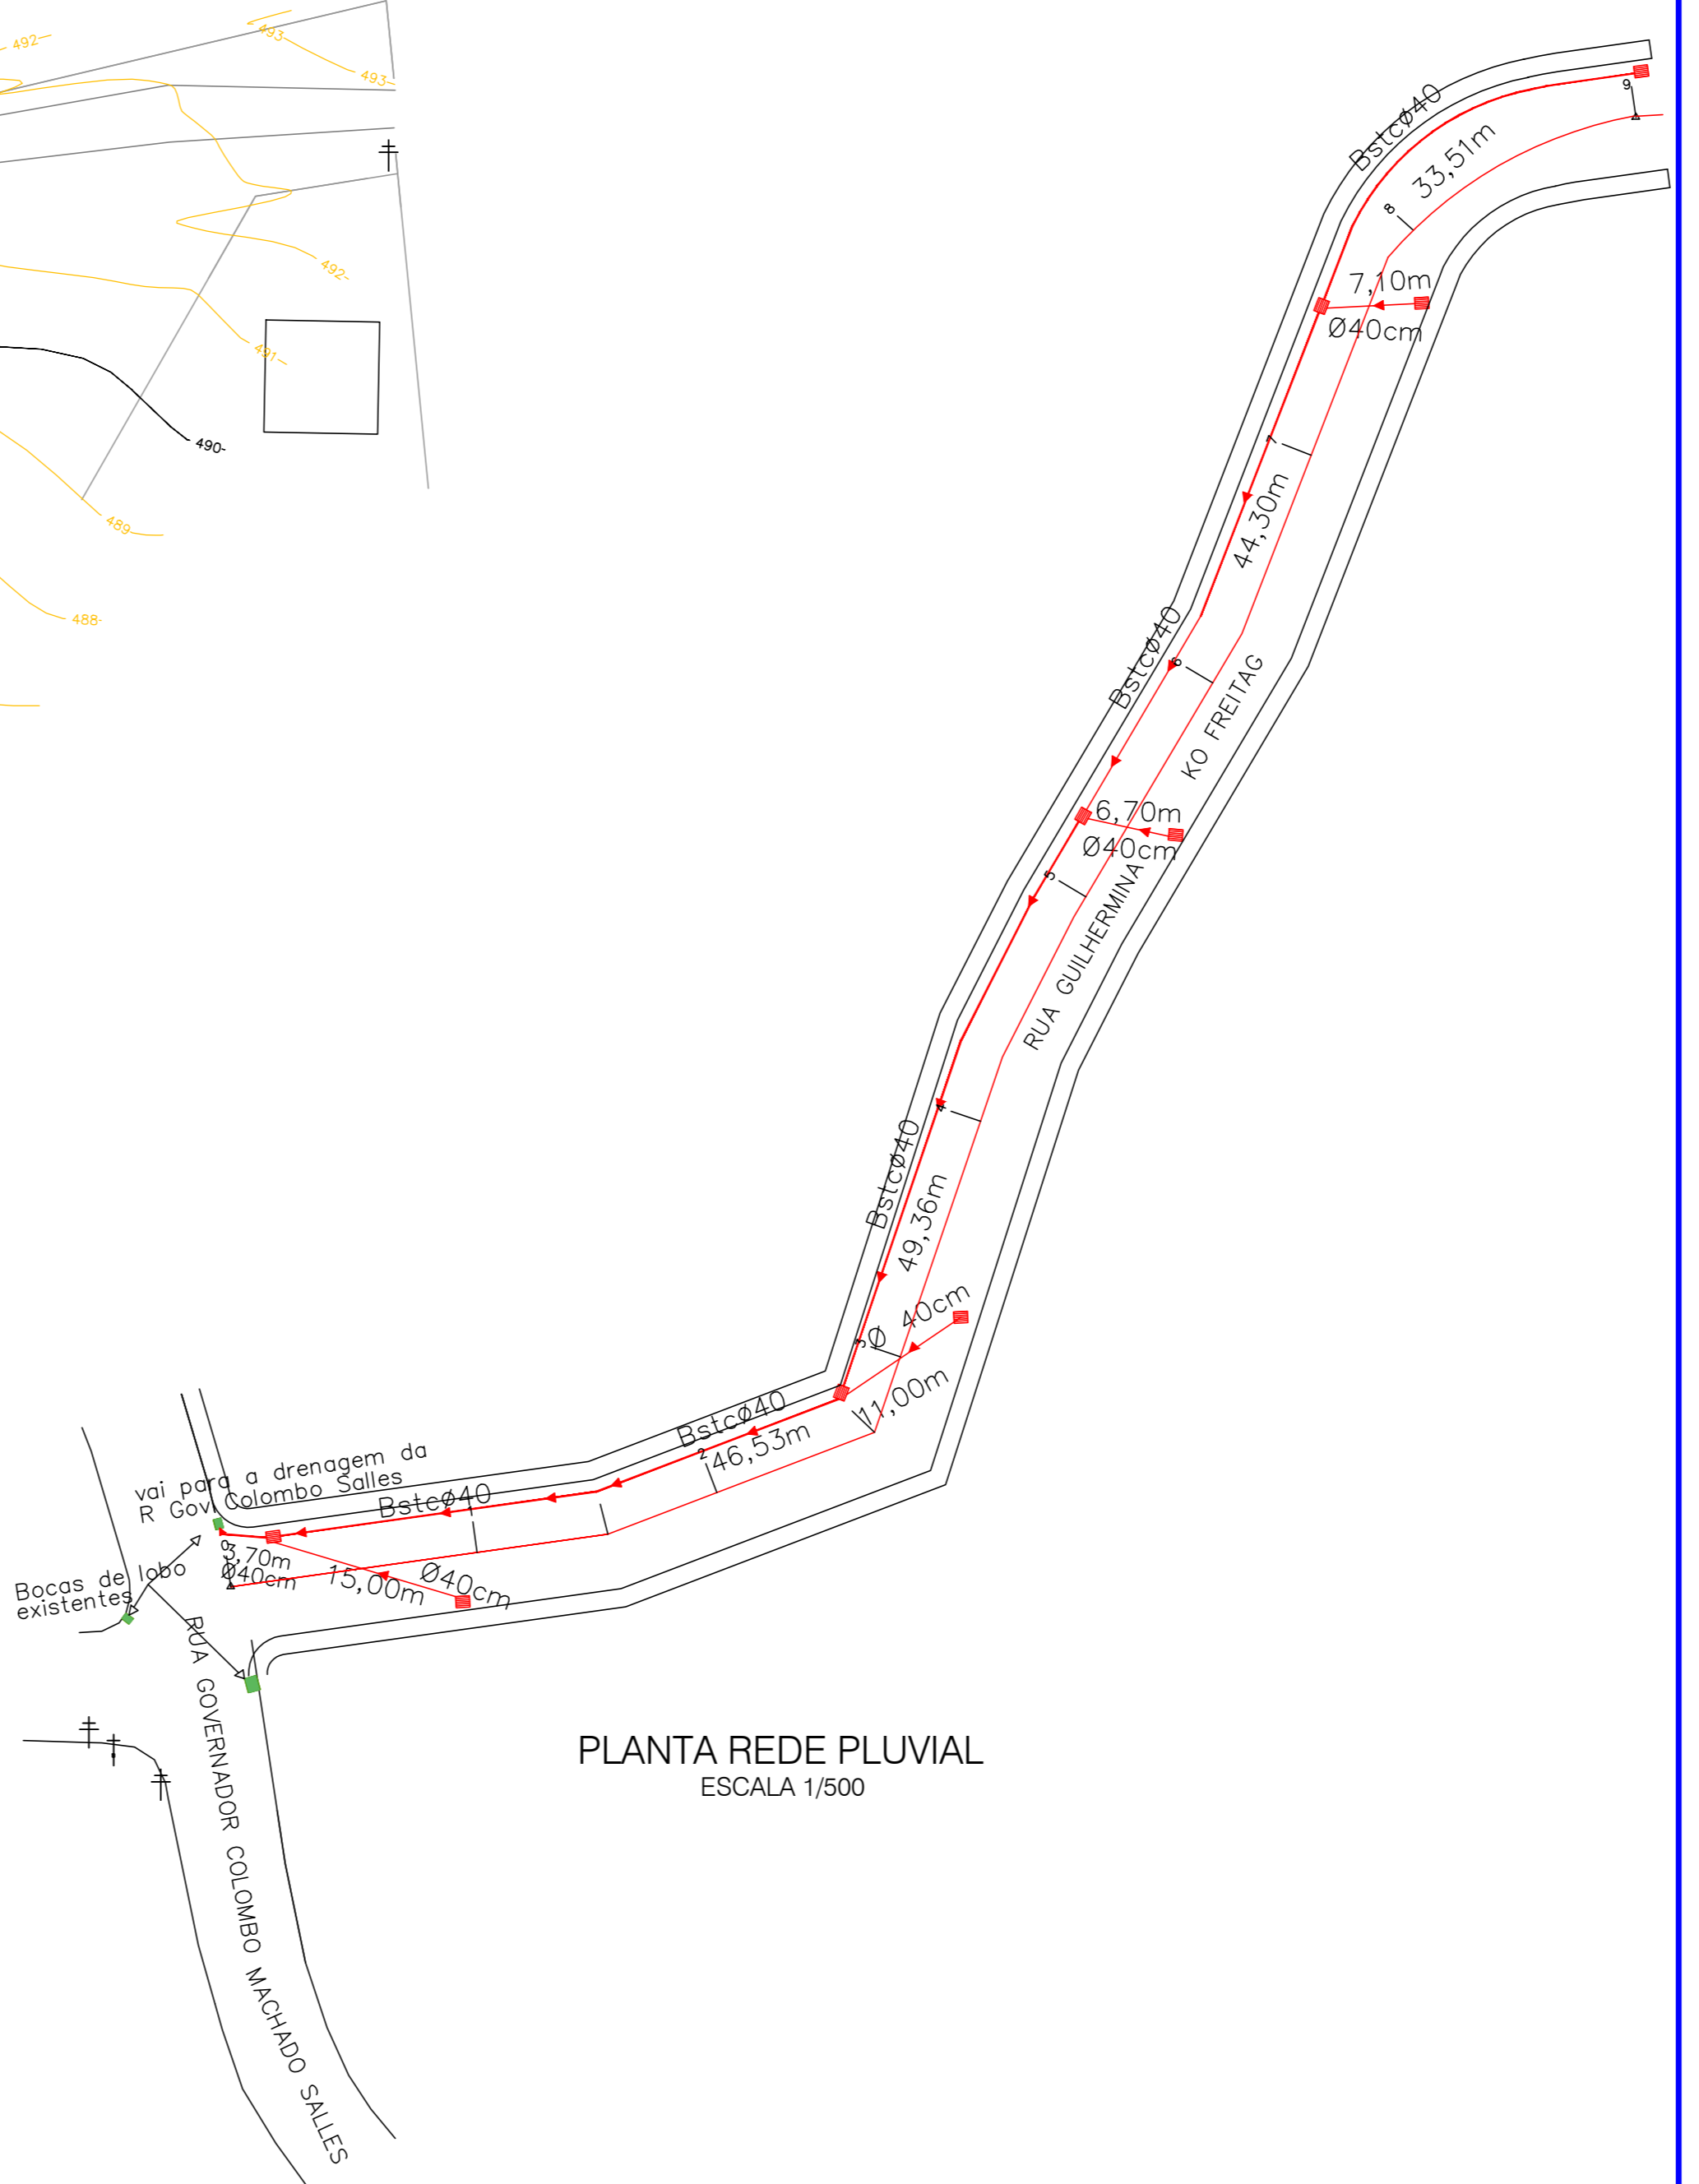 492
493
493
492
491
490
489
488
Bstcø40
33,51m
9
8
7,10m
Ø40cm
7
44,30m
Bstcø40
6
RUA GUILHERMINA KO FREITAG
6,70m
Ø40cm
5
4
Bstcø40
49,36m
3
Ø 40cm
11,00m
Bstcø40
2
46,53m
vai para a drenagem da
R Gov. Colombo Salles
Bstcø40
1
0
3,70m
Ø40cm
15,00m
Ø40cm
Bocas de lobo
existentes
RUA GOVERNADOR COLOMBO MACHADO SALLES
PLANTA REDE PLUVIAL
ESCALA 1/500